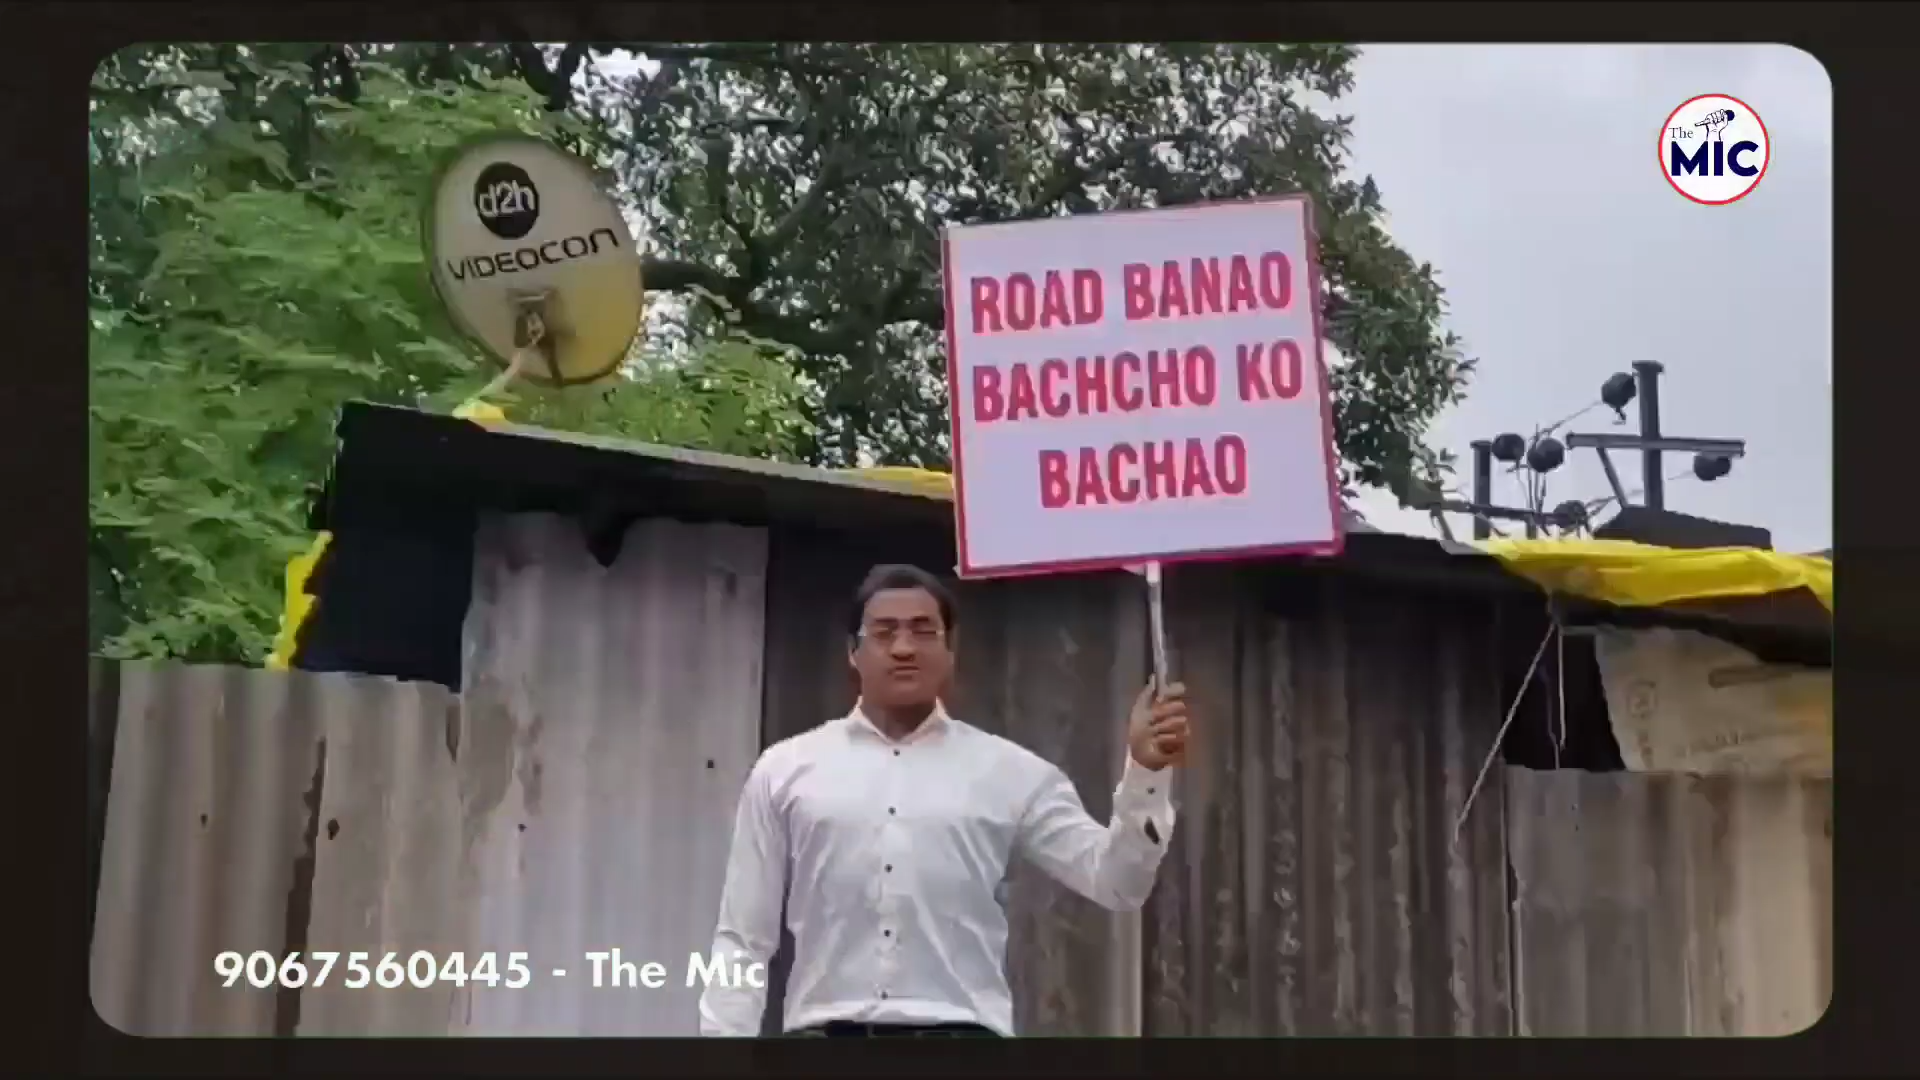 The
MIC
d2h
VIDEOCON
ROAD BANAO
BACHCHO KO
BACHAO
9067560445 - The Mic